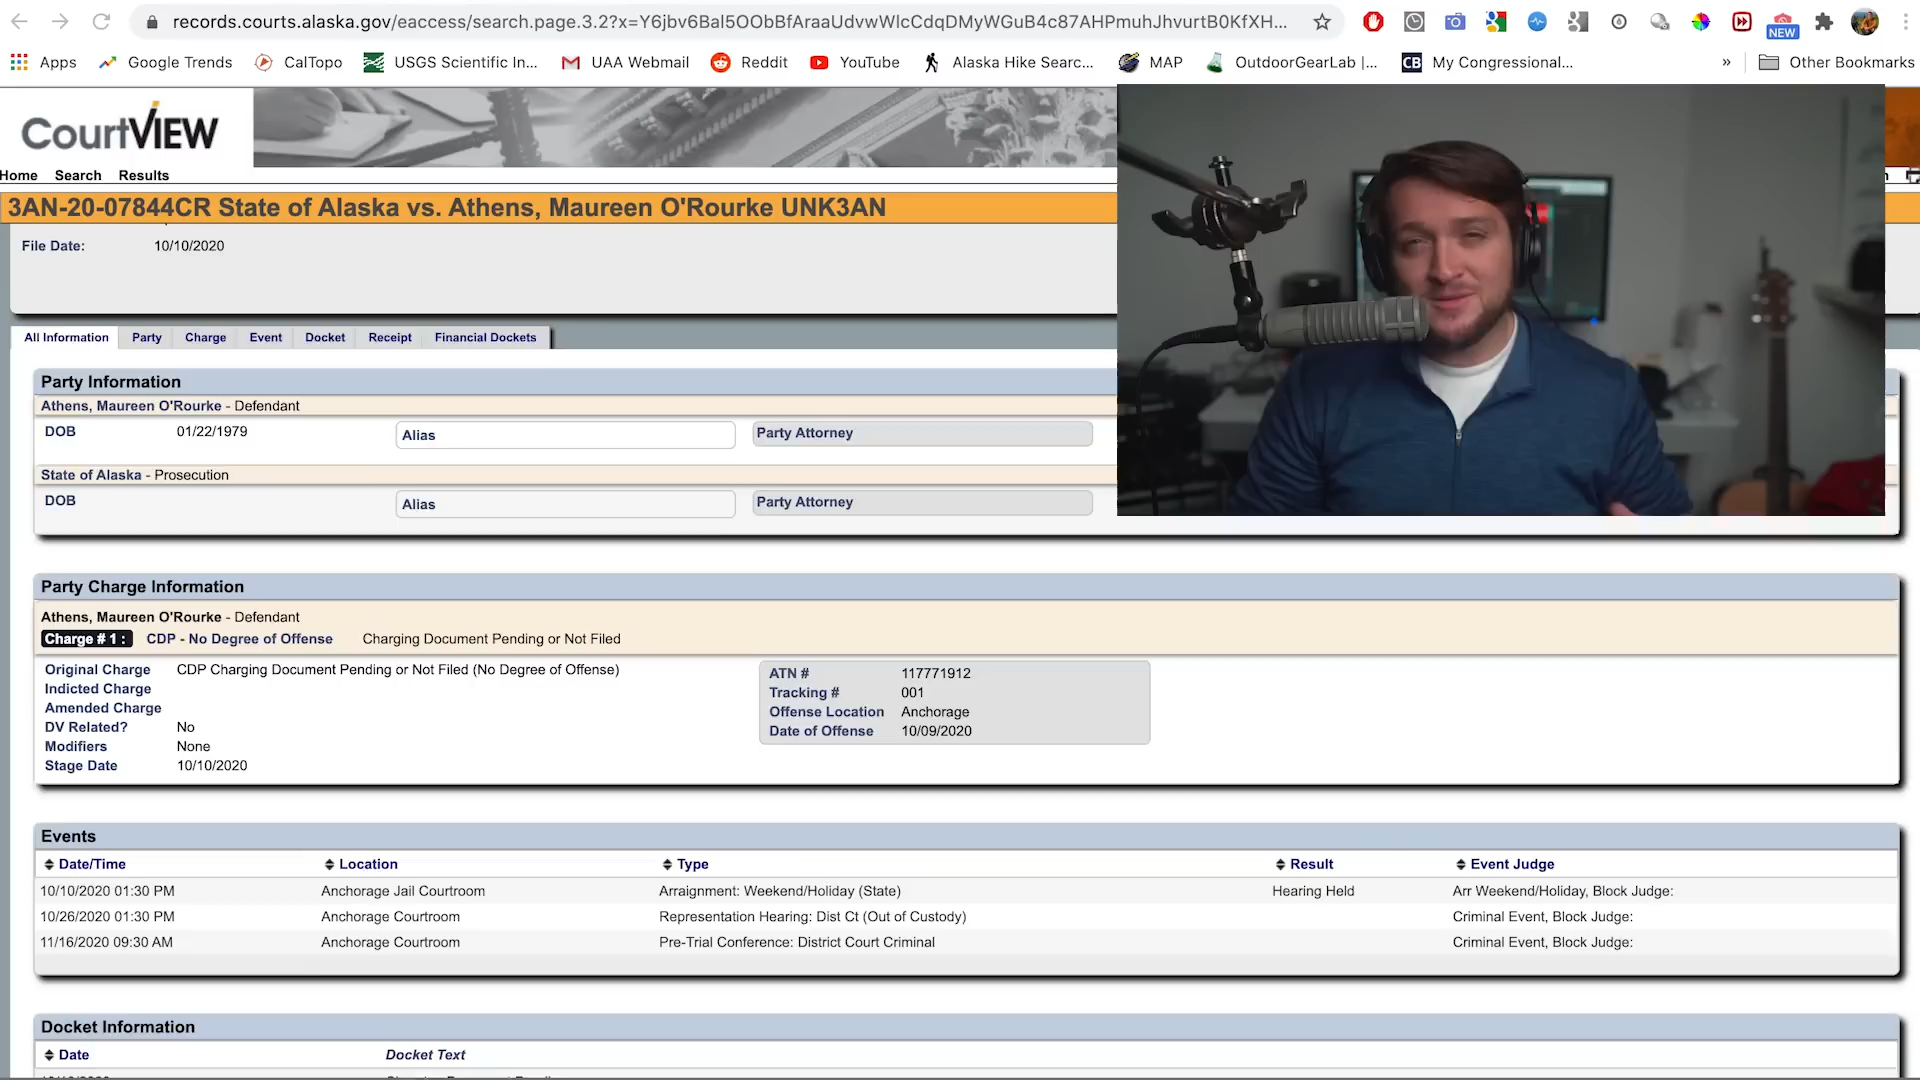 records.courts.alaska.gov/eaccess/search.page.3.2?x=Y6jbv6Bal5OObBfAraaUdvwWlcCdqDMyWGuB4c87AHPmuhJhvurtB0KfXH...
NEW
Apps Google Trends CalTopo USGS Scientific In... UAA Webmail Reddit YouTube Alaska Hike Searc... MAP OutdoorGearLab |... CB My Congressional... » Other Bookmarks
CourtVIEW
Home Search Results
3AN-20-07844CR State of Alaska vs. Athens, Maureen O'Rourke UNK3AN
File Date: 10/10/2020
All Information Party Charge Event Docket Receipt Financial Dockets
Party Information
Athens, Maureen O'Rourke - Defendant
DOB 01/22/1979 Alias Party Attorney
State of Alaska - Prosecution
DOB Alias Party Attorney
Party Charge Information
Athens, Maureen O'Rourke - Defendant
Charge # 1 : CDP - No Degree of Offense Charging Document Pending or Not Filed
Original Charge CDP Charging Document Pending or Not Filed (No Degree of Offense) ATN # 117771912
Indicted Charge Tracking # 001
Amended Charge Offense Location Anchorage
DV Related? No Date of Offense 10/09/2020
Modifiers None
Stage Date 10/10/2020
Events
Date/Time Location Type Result Event Judge
10/10/2020 01:30 PM Anchorage Jail Courtroom Arraignment: Weekend/Holiday (State) Hearing Held Arr Weekend/Holiday, Block Judge:
10/26/2020 01:30 PM Anchorage Courtroom Representation Hearing: Dist Ct (Out of Custody) Criminal Event, Block Judge:
11/16/2020 09:30 AM Anchorage Courtroom Pre-Trial Conference: District Court Criminal Criminal Event, Block Judge:
Docket Information
Date Docket Text